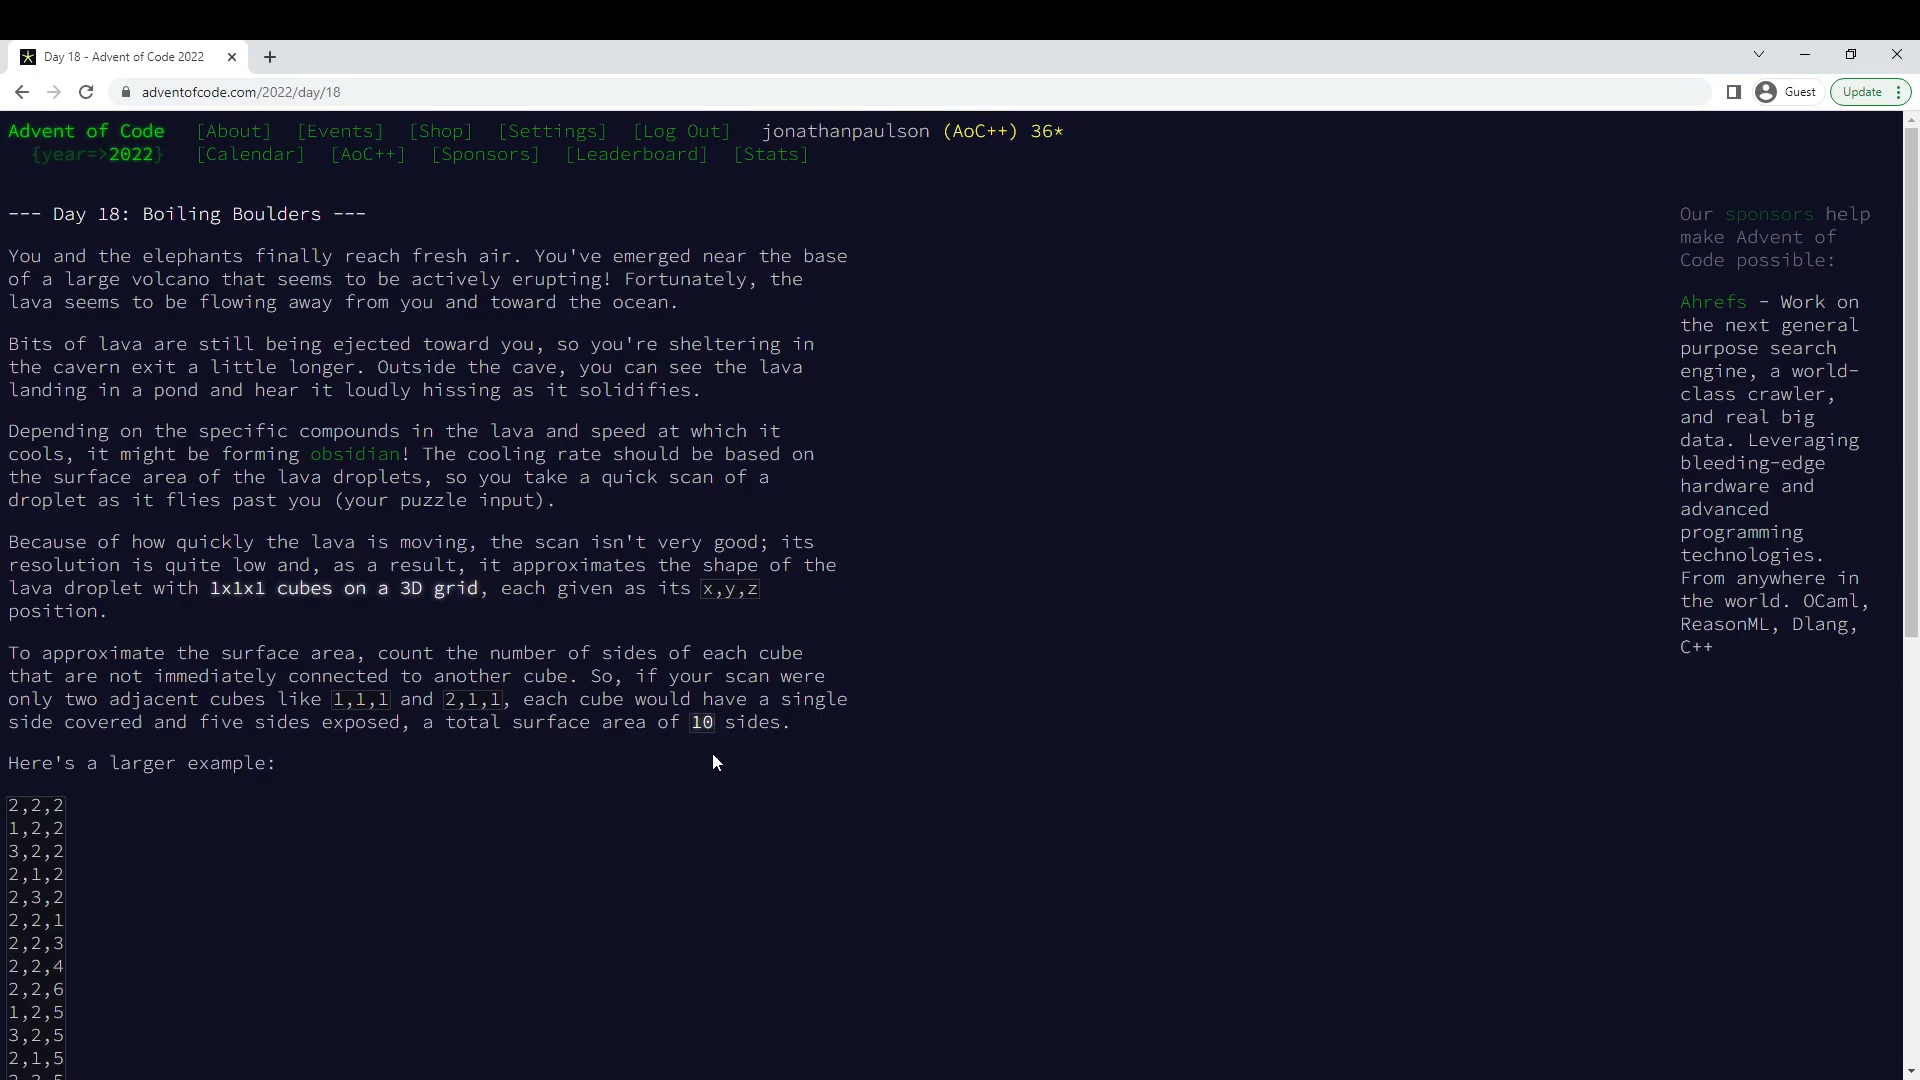 Day 18 - Advent of Code 2022
adventofcode.com/2022/day/18
Guest
Update
Advent of Code [About] [Events] [Shop] [Settings] [Log Out] jonathanpaulson (AoC++) 36*
{year=>2022} [Calendar] [AoC++] [Sponsors] [Leaderboard] [Stats]
--- Day 18: Boiling Boulders ---
You and the elephants finally reach fresh air. You've emerged near the base
of a large volcano that seems to be actively erupting! Fortunately, the
lava seems to be flowing away from you and toward the ocean.
Bits of lava are still being ejected toward you, so you're sheltering in
the cavern exit a little longer. Outside the cave, you can see the lava
landing in a pond and hear it loudly hissing as it solidifies.
Depending on the specific compounds in the lava and speed at which it
cools, it might be forming obsidian! The cooling rate should be based on
the surface area of the lava droplets, so you take a quick scan of a
droplet as it flies past you (your puzzle input).
Because of how quickly the lava is moving, the scan isn't very good; its
resolution is quite low and, as a result, it approximates the shape of the
lava droplet with 1x1x1 cubes on a 3D grid, each given as its x,y,z
position.
To approximate the surface area, count the number of sides of each cube
that are not immediately connected to another cube. So, if your scan were
only two adjacent cubes like 1,1,1 and 2,1,1, each cube would have a single
side covered and five sides exposed, a total surface area of 10 sides.
Here's a larger example:
2,2,2
1,2,2
3,2,2
2,1,2
2,3,2
2,2,1
2,2,3
2,2,4
2,2,6
1,2,5
3,2,5
2,1,5
2,3,5
Our sponsors help
make Advent of
Code possible:
Ahrefs - Work on
the next general
purpose search
engine, a world-
class crawler,
and real big
data. Leveraging
bleeding-edge
hardware and
advanced
programming
technologies.
From anywhere in
the world. OCaml,
ReasonML, Dlang,
C++